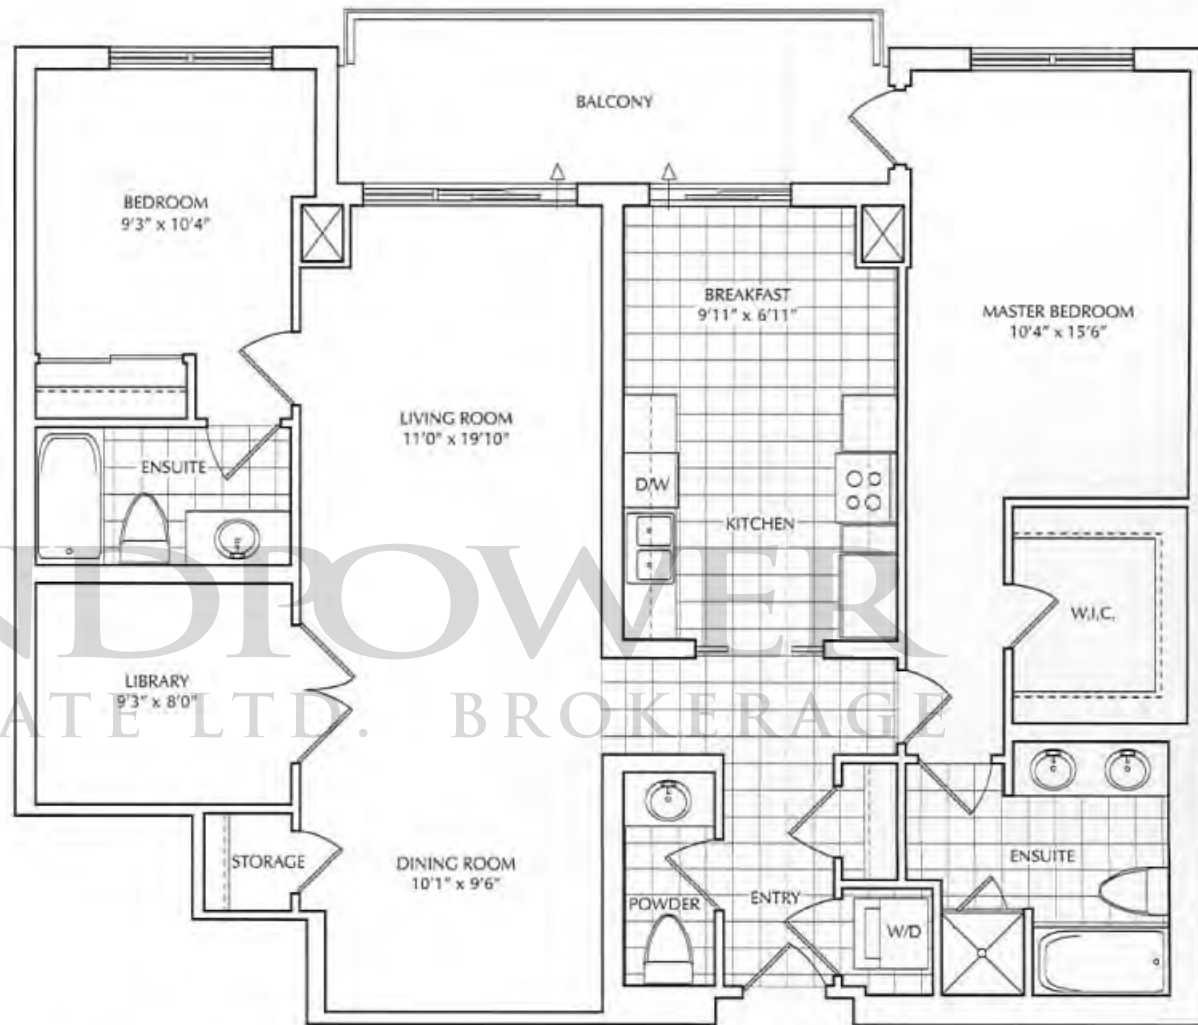 BALCONY
BEDROOM
9'3" x 10'4"
BREAKFAST
9'11" x 6'11"
MASTER BEDROOM
10'4" x 15'6"
LIVING ROOM
11'0" x 19'10"
ENSUITE
D/W
KITCHEN
NDPOWER
W.I.C.
LIBRARY
9'3" x 8'0"
ATE LTD. BROKERAGE
STORAGE
DINING ROOM
10'1" x 9'6"
POWDER
ENTRY
W/D
ENSUITE